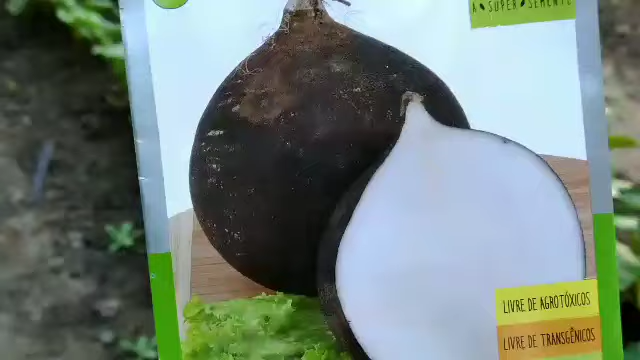 A SUPER SEMENTE
LIVRE DE AGROTÓXICOS
LIVRE DE TRANSGÊNICOS